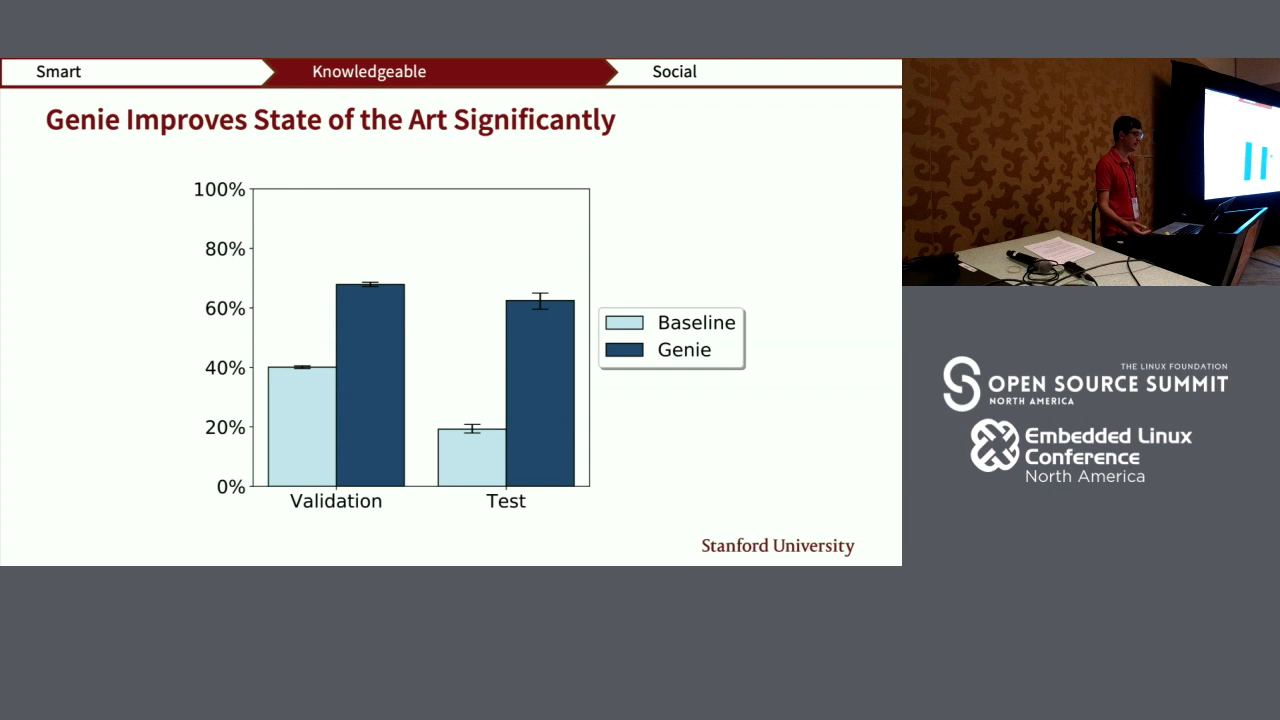 Smart
Knowledgeable
Social
Genie Improves State of the Art Significantly
100%
80%
60%
40%
20%
0%
Validation
Test
Baseline
Genie
Stanford University
THE LINUX FOUNDATION
OPEN SOURCE SUMMIT
NORTH AMERICA
Embedded Linux
Conference
North America